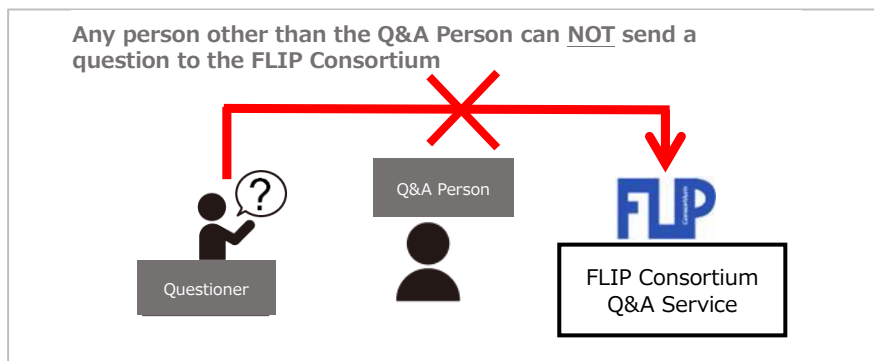 Any person other than the Q&A Person can NOT send a
question to the FLIP Consortium
?
Q&A Person
FLIP
Consortium
Questioner
FLIP Consortium
Q&A Service